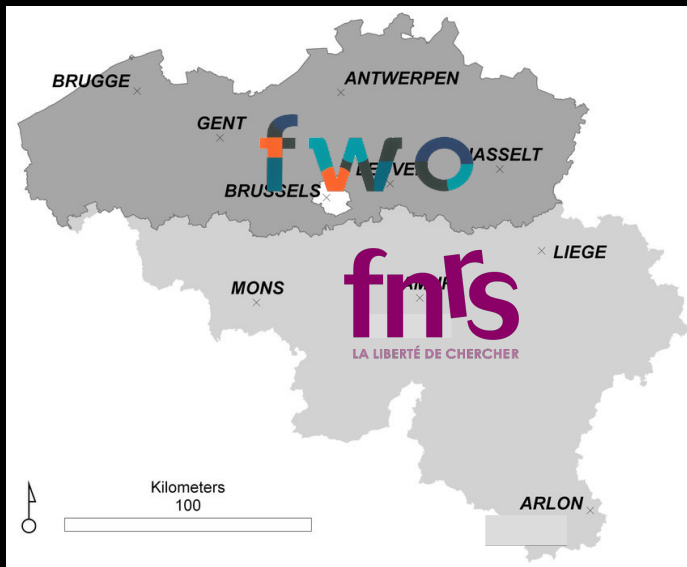 BRUGGE
ANTWERPEN
GENT
fwo
HASSELT
BRUSSELS
LIEGE
fnrs
MONS
LA LIBERTÉ DE CHERCHER
Kilometers
100
ARLON